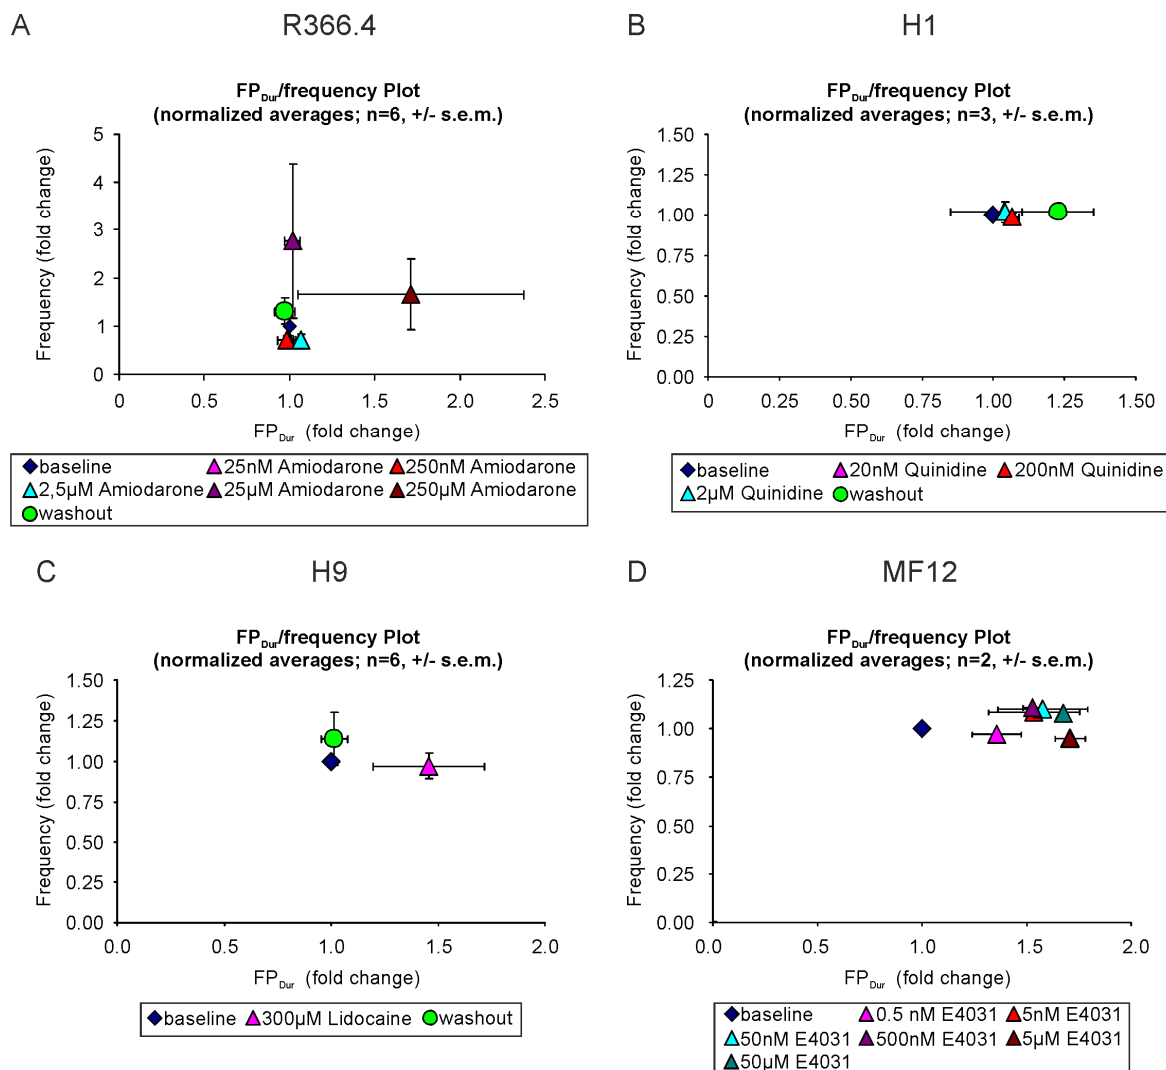 A
R366.4
FPDur/frequency Plot
(normalized averages; n=6, +/- s.e.m.)
Frequency (fold change)
5
4
3
2
1
0
0 0.5 1.0 1.5 2.0 2.5
FPDur (fold change)
baseline 25nM Amiodarone 250nM Amiodarone
2,5µM Amiodarone 25µM Amiodarone 250µM Amiodarone
washout
B
H1
FPDur/frequency Plot
(normalized averages; n=3, +/- s.e.m.)
Frequency (fold change)
1.50
1.25
1.00
0.75
0.50
0.25
0.00
0 0.25 0.50 0.75 1.00 1.25 1.50
FPDur (fold change)
baseline 20nM Quinidine 200nM Quinidine
2µM Quinidine washout
C
H9
FPDur/frequency Plot
(normalized averages; n=6, +/- s.e.m.)
Frequency (fold change)
1.50
1.25
1.00
0.75
0.50
0.25
0.00
0.0 0.5 1.0 1.5 2.0
FPDur (fold change)
baseline 300µM Lidocaine washout
D
MF12
FPDur/frequency Plot
(normalized averages; n=2, +/- s.e.m.)
Frequency (fold change)
1.25
1.00
0.75
0.50
0.25
0.00
0.0 0.5 1.0 1.5 2.0
FPDur (fold change)
baseline 0.5 nM E4031 5nM E4031
50nM E4031 500nM E4031 5µM E4031
50µM E4031